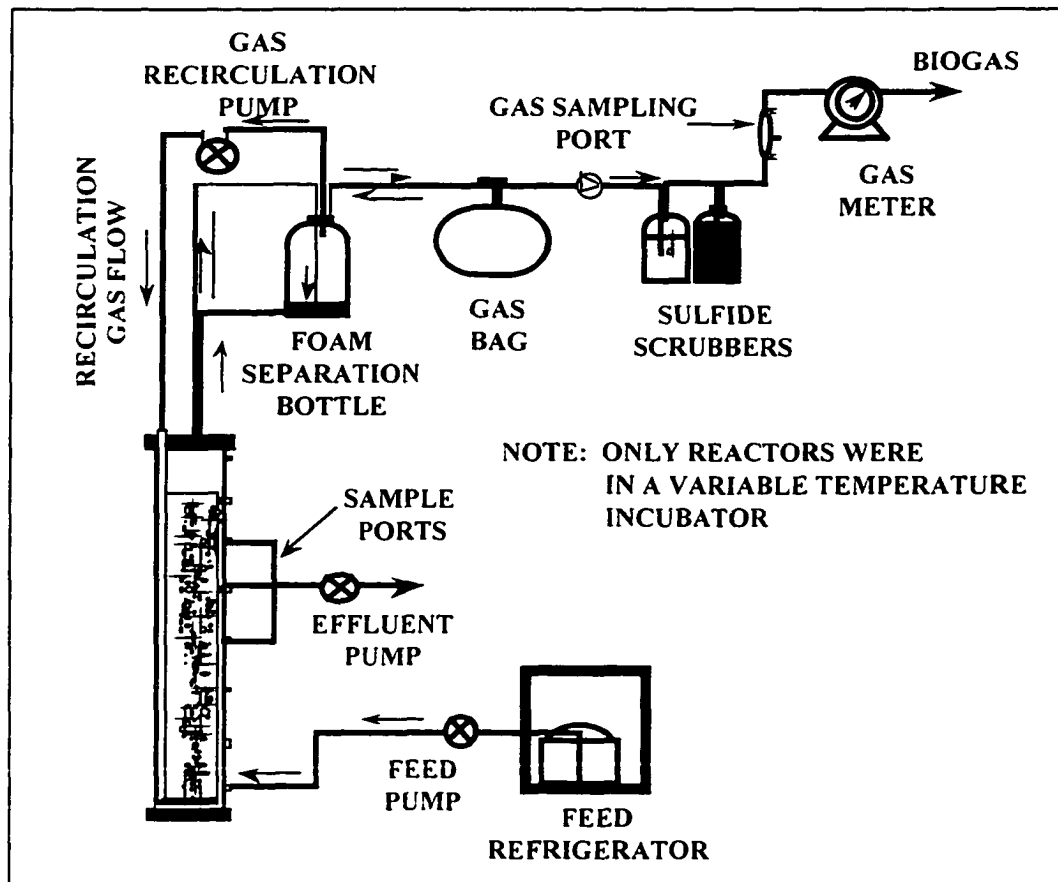 GAS
RECIRCULATION
PUMP
BIOGAS
GAS SAMPLING
PORT
GAS
METER
RECIRCULATION
GAS FLOW
FOAM
SEPARATION
BOTTLE
GAS
BAG
SULFIDE
SCRUBBERS
NOTE: ONLY REACTORS WERE
IN A VARIABLE TEMPERATURE
INCUBATOR
SAMPLE
PORTS
EFFLUENT
PUMP
FEED
PUMP
FEED
REFRIGERATOR